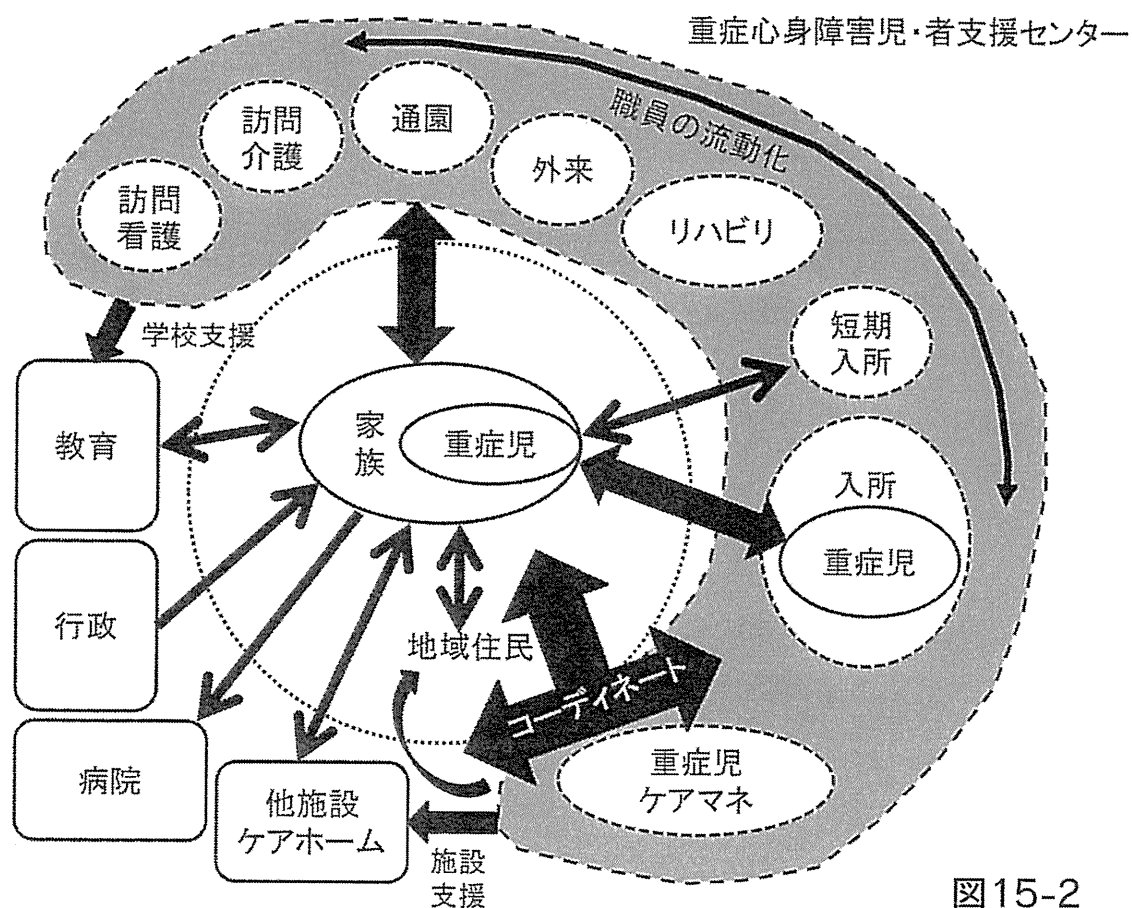 重症心身障害児・者支援センター
職員の流動化
通園
訪問
介護
外来
訪問
看護
リハビリ
学校支援
短期
入所
教育
家
族
重症児
入所
重症児
行政
地域住民
コーディネート
病院
重症児
ケアマネ
他施設
ケアホーム
施設
支援
図15-2